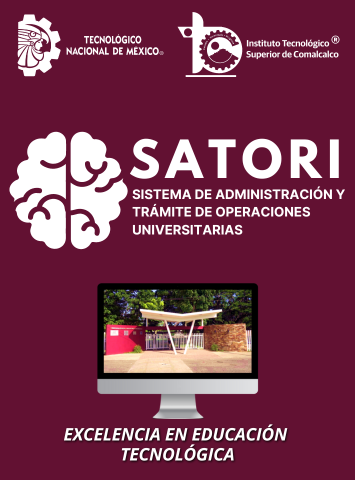 TECNOLÓGICO
NACIONAL DE MÉXICO®
Instituto Tecnológico ®
Superior de Comalcalco
SATORI
SISTEMA DE ADMINISTRACIÓN Y
TRÁMITE DE OPERACIONES
UNIVERSITARIAS
EXCELENCIA EN EDUCACIÓN
TECNOLÓGICA